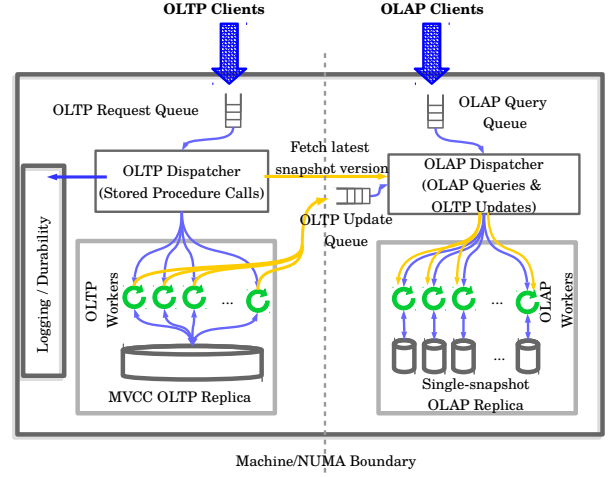 OLTP Clients
OLAP Clients
OLTP Request Queue
OLAP Query
Queue
Fetch latest
snapshot version
OLTP Dispatcher
(Stored Procedure Calls)
OLAP Dispatcher
(OLAP Queries &
OLTP Updates)
OLTP Update
Queue
Logging / Durability
OLTP
Workers
...
...
OLAP
Workers
...
MVCC OLTP Replica
Single-snapshot
OLAP Replica
Machine/NUMA Boundary